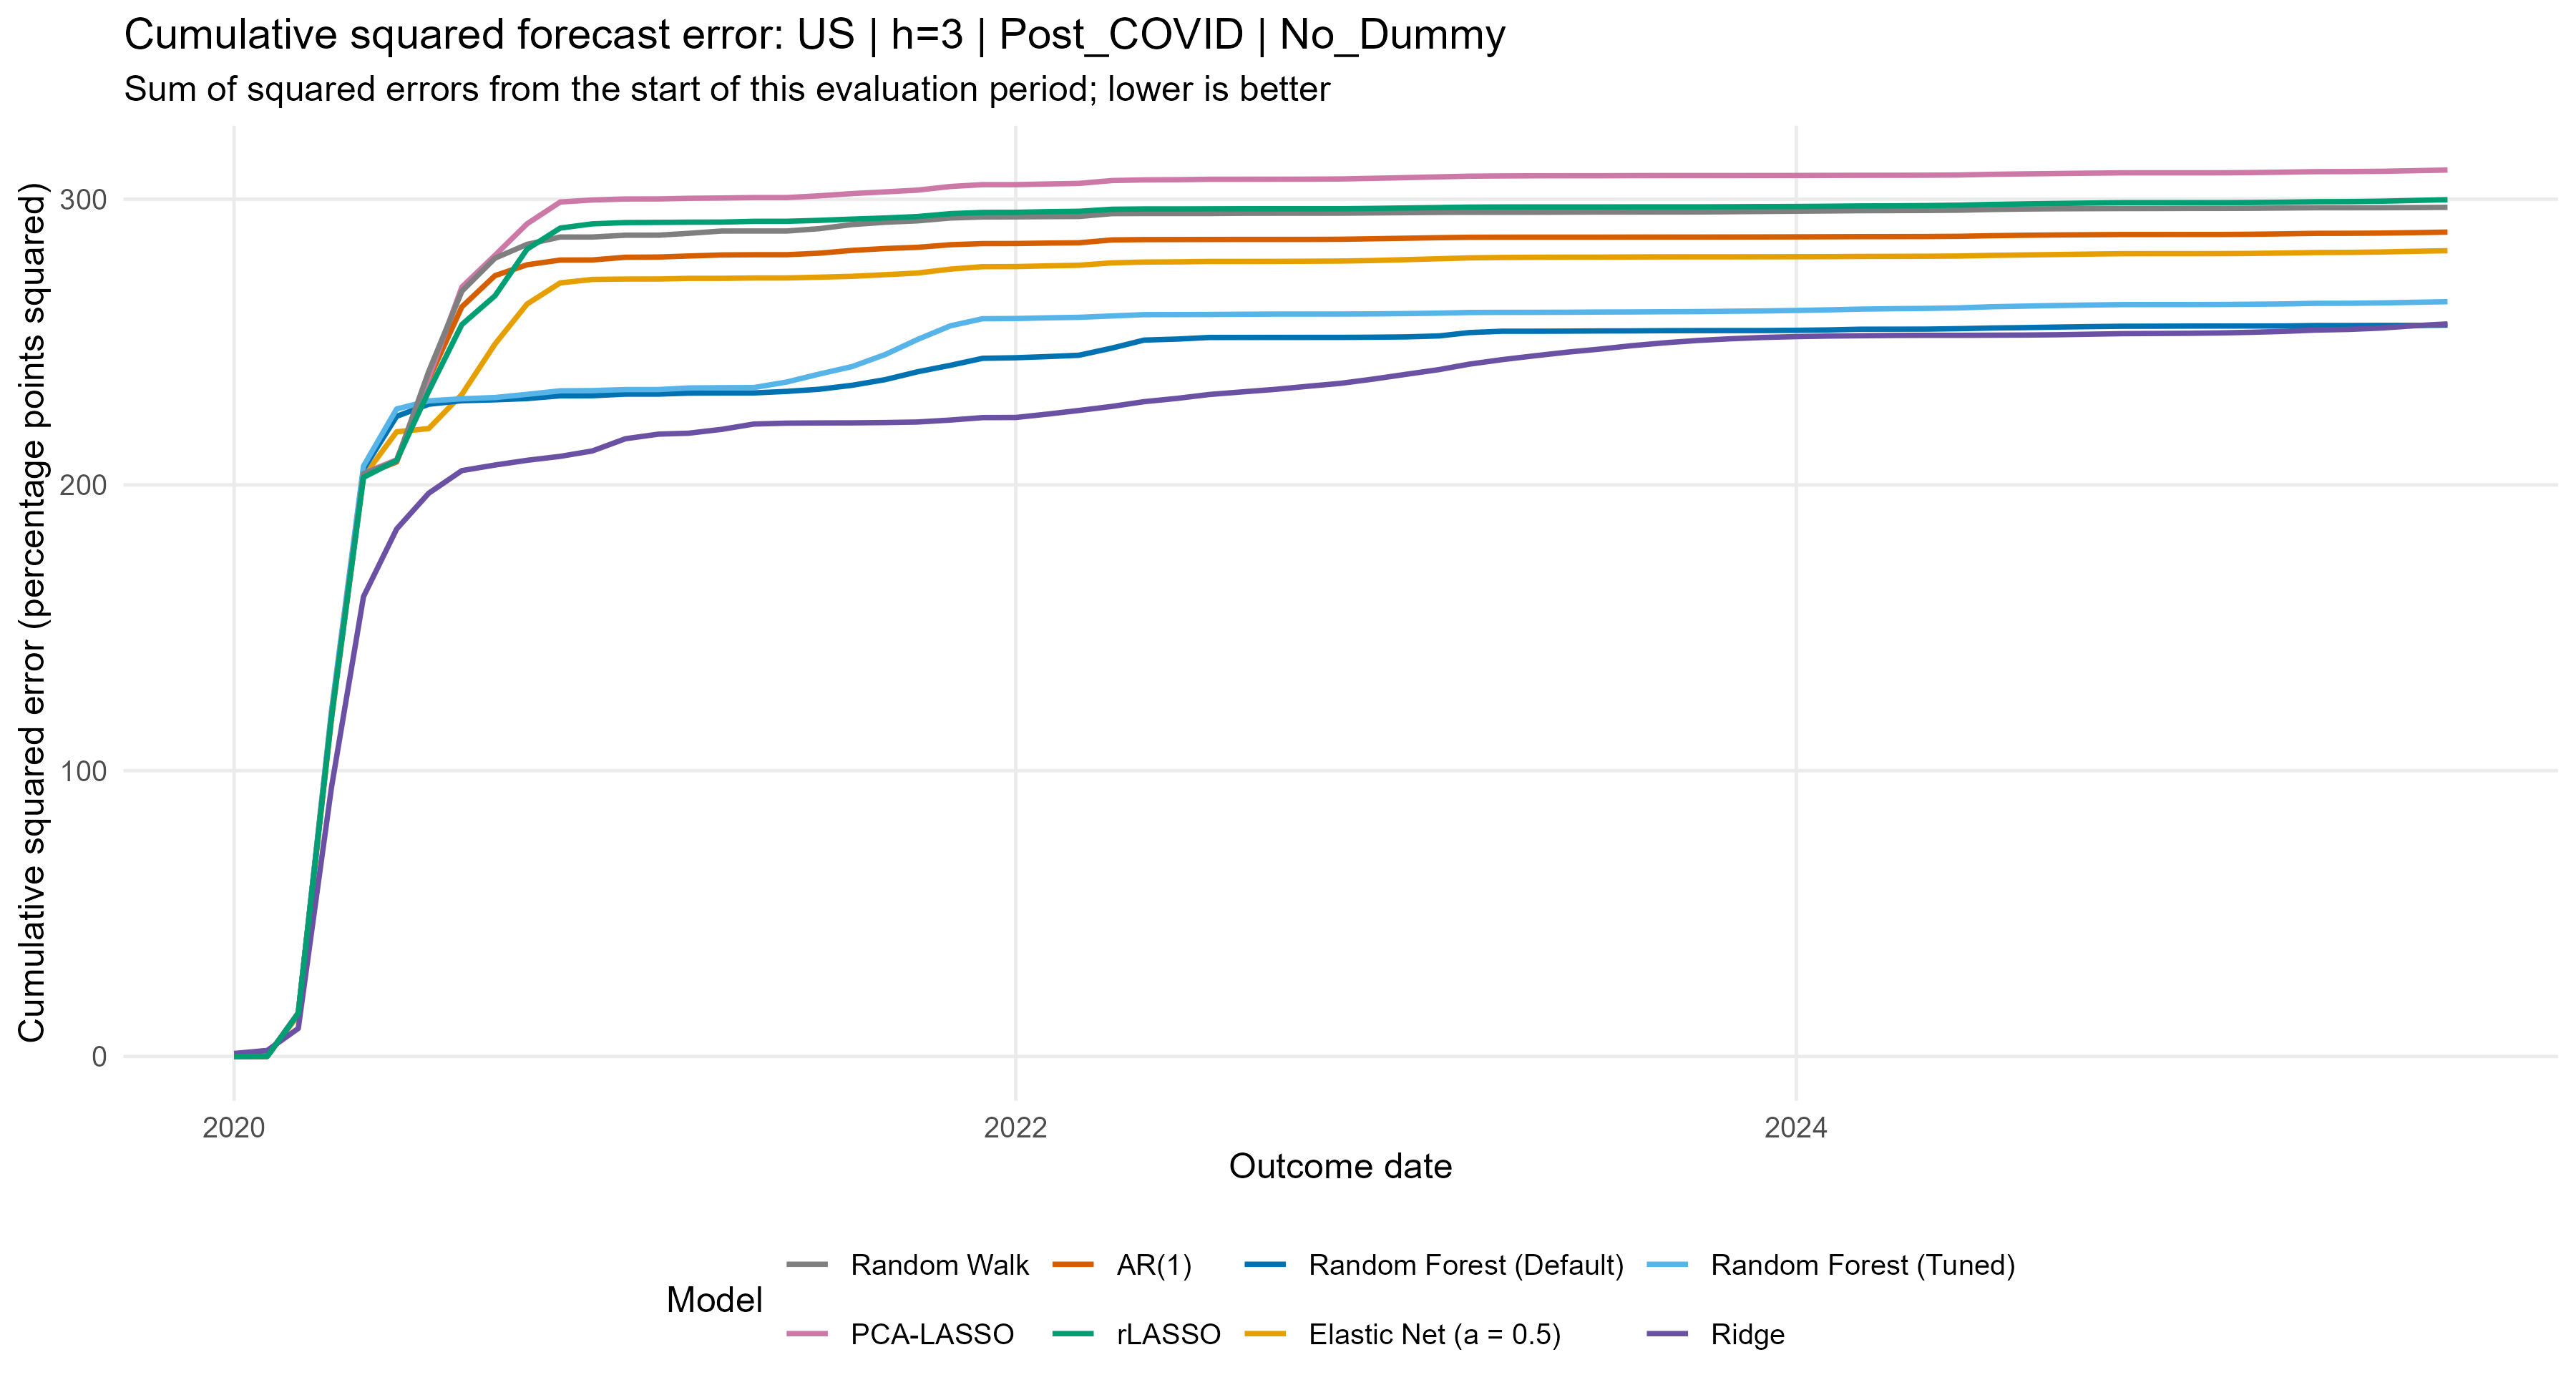 Cumulative squared forecast error: US | h=3 | Post_COVID | No_Dummy
Sum of squared errors from the start of this evaluation period; lower is better
Cumulative squared error (percentage points squared)
300
200
100
0
2020
2022
2024
Outcome date
Model
Random Walk
AR(1)
Random Forest (Default)
Random Forest (Tuned)
PCA-LASSO
rLASSO
Elastic Net (a = 0.5)
Ridge